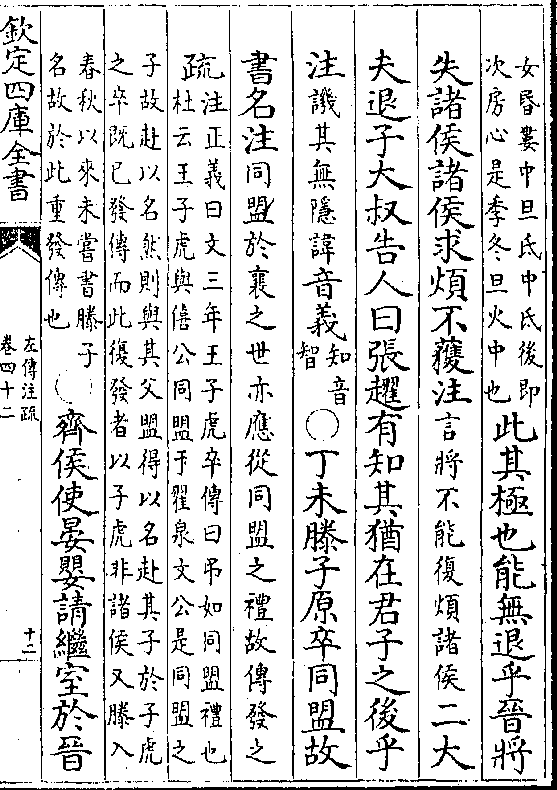 女昏婁中旦氐中氐後即
次房心是季冬旦火中也
此其極也能無退乎晉將
失諸侯諸侯求煩不蒦注
言將不能復煩諸侯
二大
夫退子大叔告人曰張趯有知其猶在君子之後乎
注
譏其無隱諱
音義
知音
智
○丁未滕子原卒同盟故
書名注
同盟於襄之世亦應從同盟之禮故傳發之
疏
注正義曰文三年王子虎卒傳曰弔如同盟禮也
杜云王子虎與僖公同盟于翟泉文公是同盟之
子故赴以名然則與其父盟得以名赴其子於子虎
之卒既已發傳而此復發者以子虎非諸侯又滕入
春秋以來未嘗書滕子
名故於此重發傳也
○齊侯使晏嬰請繼室於晉
欽定四庫全書
左傳注疏
卷四十二
十二